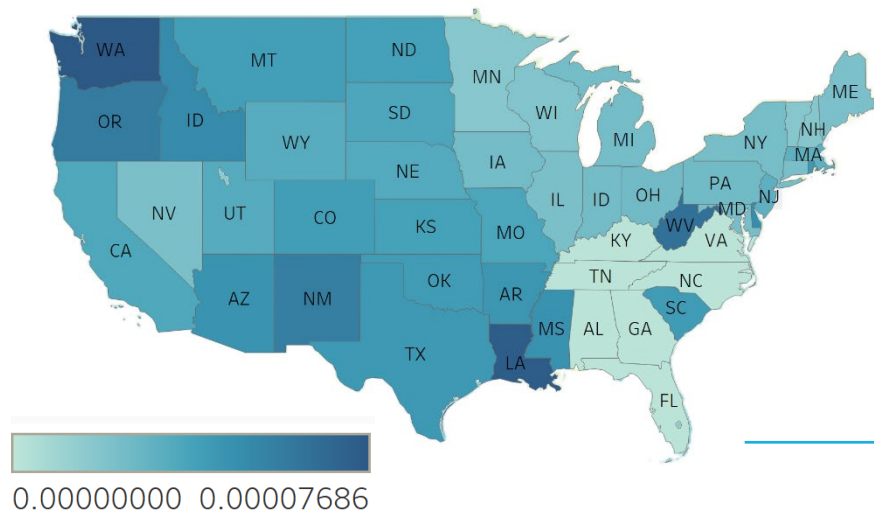 WA
MT
ND
MN
ME
OR
ID
SD
WI
MI
NY
NH
MA
WY
IA
NE
PA
NJ
NV
UT
CO
IL
ID
OH
MD
CA
KS
MO
WV
VA
KY
TN
NC
AZ
NM
OK
AR
SC
MS
AL
GA
TX
LA
FL
0.00000000 0.00007686